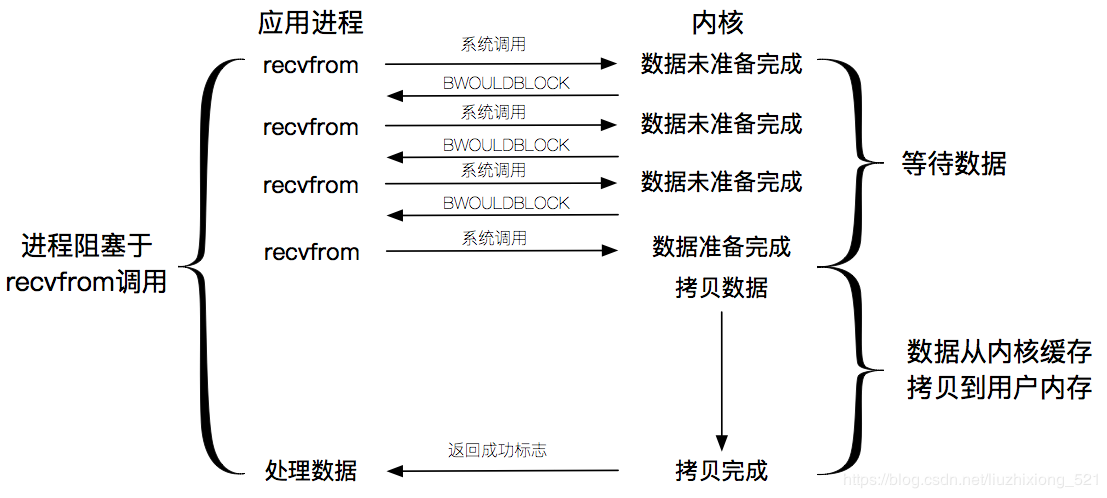 应用进程
内核
recvfrom
系统调用
数据未准备完成
BWOULDBLOCK
recvfrom
系统调用
数据未准备完成
BWOULDBLOCK
recvfrom
系统调用
数据未准备完成
BWOULDBLOCK
recvfrom
系统调用
数据准备完成
拷贝数据
等待数据
进程阻塞于
recvfrom调用
数据从内核缓存
拷贝到用户内存
处理数据
返回成功标志
拷贝完成
https://blog.csdn.net/liuzhixiong_521